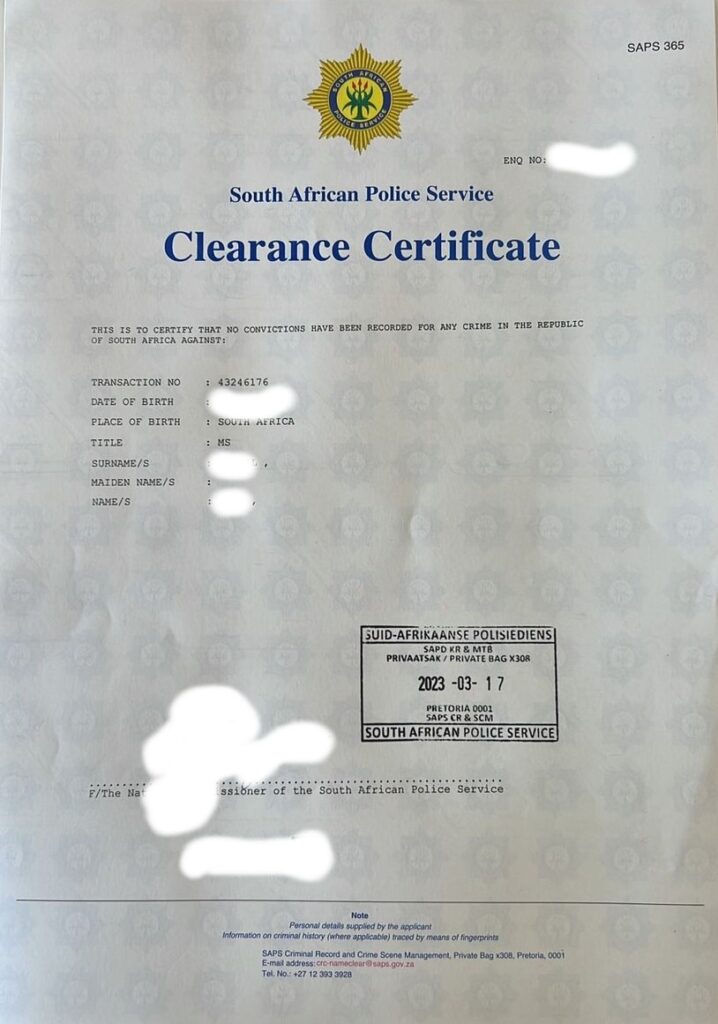 SAPS 365
SOUTH AFRICAN
POLICE SERVICE
ENQ NO:
South African Police Service
Clearance Certificate
THIS IS TO CERTIFY THAT NO CONVICTIONS HAVE BEEN RECORDED FOR ANY CRIME IN THE REPUBLIC
OF SOUTH AFRICA AGAINST:
TRANSACTION NO : 43246176
DATE OF BIRTH :
PLACE OF BIRTH : SOUTH AFRICA
TITLE : MS
SURNAME/S : ,
MAIDEN NAME/S :
NAME/S : ,
SUID-AFRIKAANSE POLISIEDIENS
SAPD KR & MTB
PRIVAATSAK / PRIVATE BAG X308
2023 -03- 17
PRETORIA 0001
SAPS CR & SCM
SOUTH AFRICAN POLICE SERVICE
F/The of the South African Police Service
Note
Personal details supplied by the applicant
Information on criminal history (where applicable) traced by means of fingerprints
SAPS Criminal Record and Crime Scene Management, Private Bag x308, Pretoria, 0001
E-mail address: crc-nameclear@saps.gov.za
Tel. No.: +27 12 393 3928